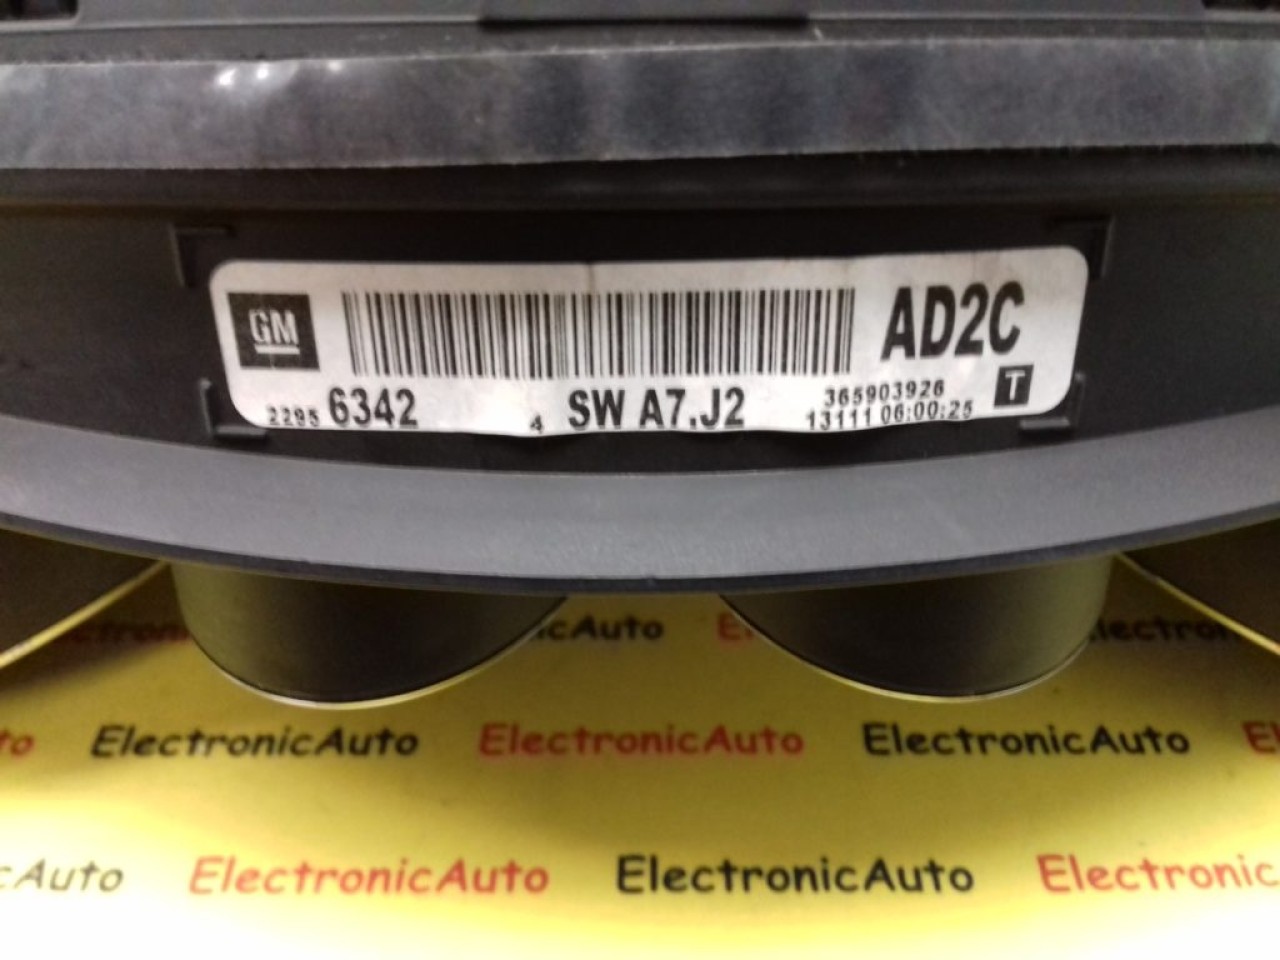 GM
AD2C
2295 6342 4 SW A7.J2 365903926
13111 06:00:25 T
ElectronicAuto
ElectronicAuto ElectronicAuto ElectronicAuto
ElectronicAuto ElectronicAuto